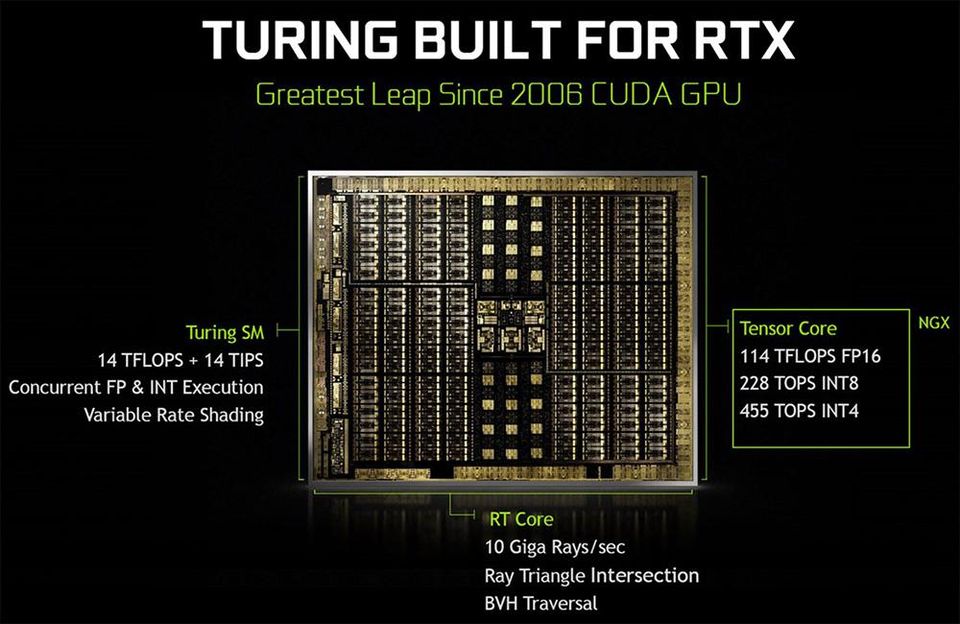 TURING BUILT FOR RTX
Greatest Leap Since 2006 CUDA GPU
Turing SM
14 TFLOPS + 14 TIPS
Concurrent FP & INT Execution
Variable Rate Shading
Tensor Core
114 TFLOPS FP16
228 TOPS INT8
455 TOPS INT4
NGX
RT Core
10 Giga Rays/sec
Ray Triangle Intersection
BVH Traversal